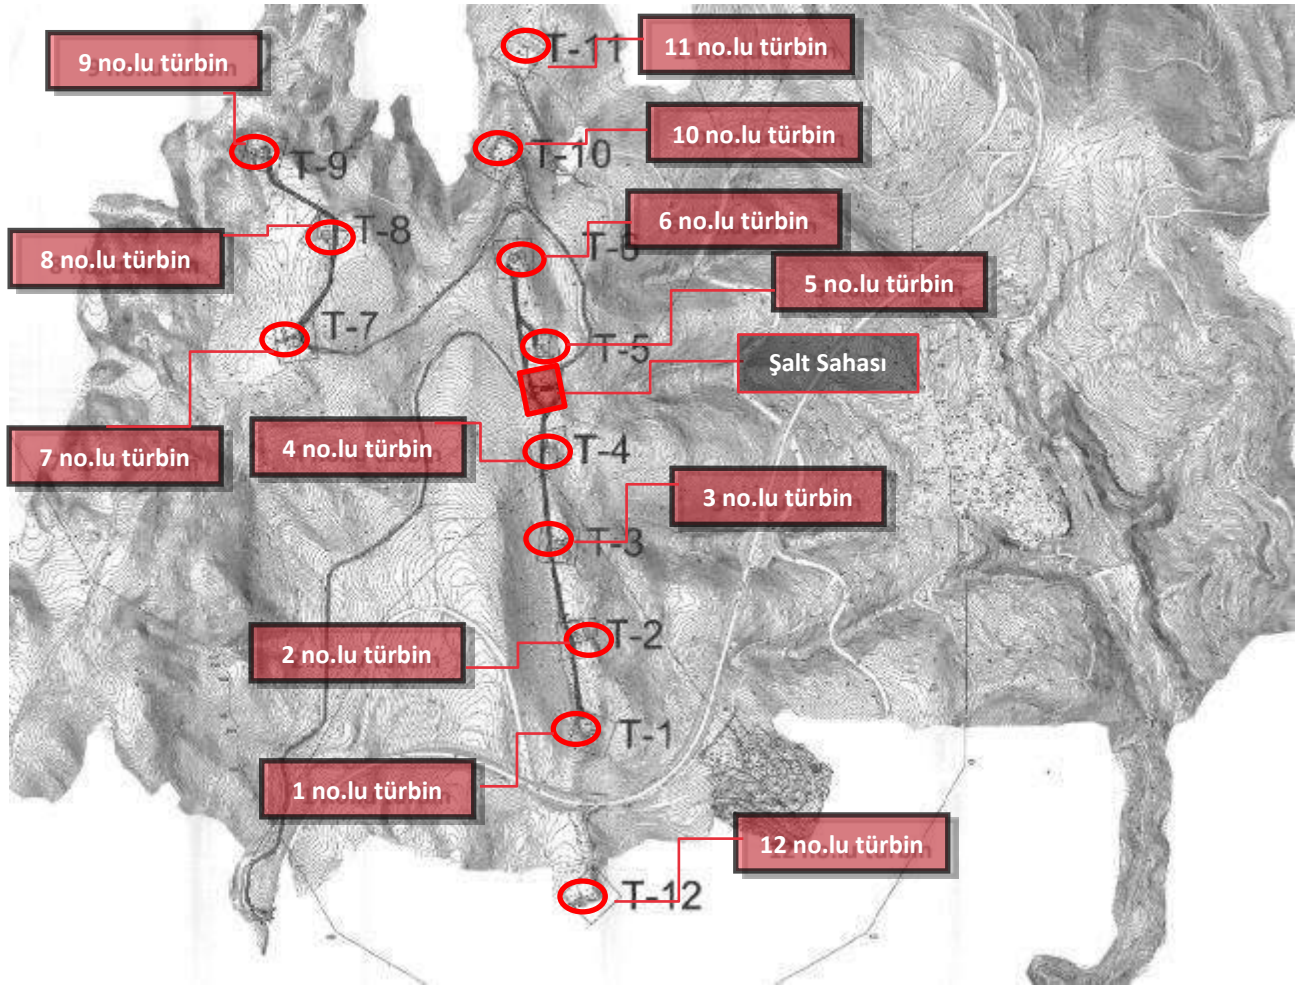 T-11
11 no.lu türbin
9 no.lu türbin
10 no.lu türbin
T-9
T-10
6 no.lu türbin
T-8
T-6
8 no.lu türbin
5 no.lu türbin
T-7
T-5
Şalt Sahası
4 no.lu türbin
T-4
7 no.lu türbin
3 no.lu türbin
T-3
2 no.lu türbin
T-2
T-1
1 no.lu türbin
12 no.lu türbin
T-12